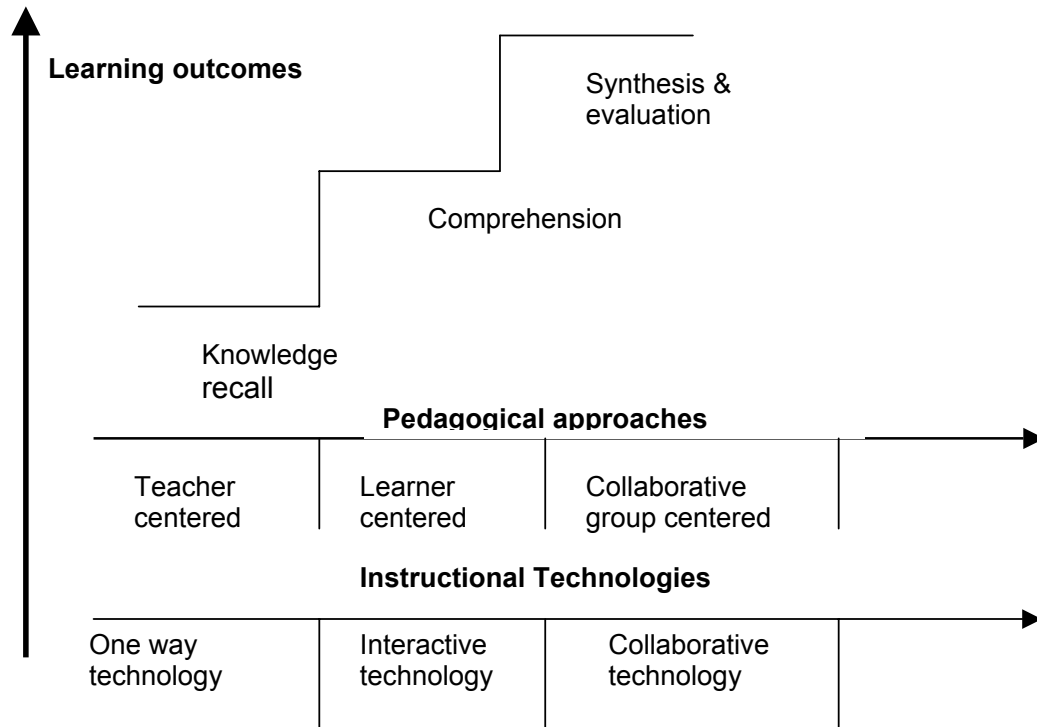 Learning outcomes
Synthesis &
evaluation
Comprehension
Knowledge
recall
Pedagogical approaches
Teacher
centered
Learner
centered
Collaborative
group centered
Instructional Technologies
One way
technology
Interactive
technology
Collaborative
technology